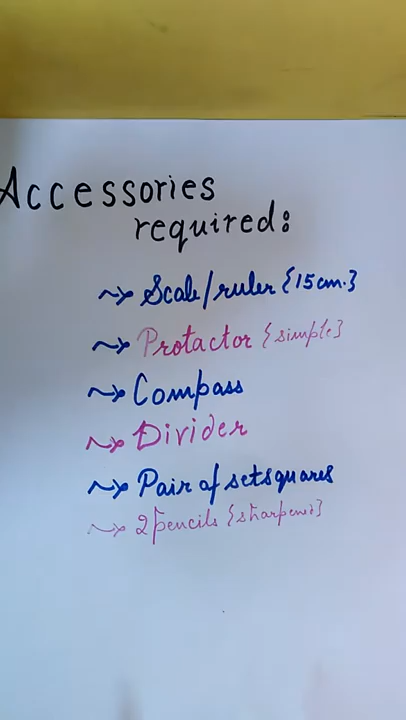 Accessories
required:
~> Scale/ruler {15cm.}
~> Protactor {simple}
~> Compass
~> Divider
~> Pair of setsquares
~> 2 pencils {sharpened}